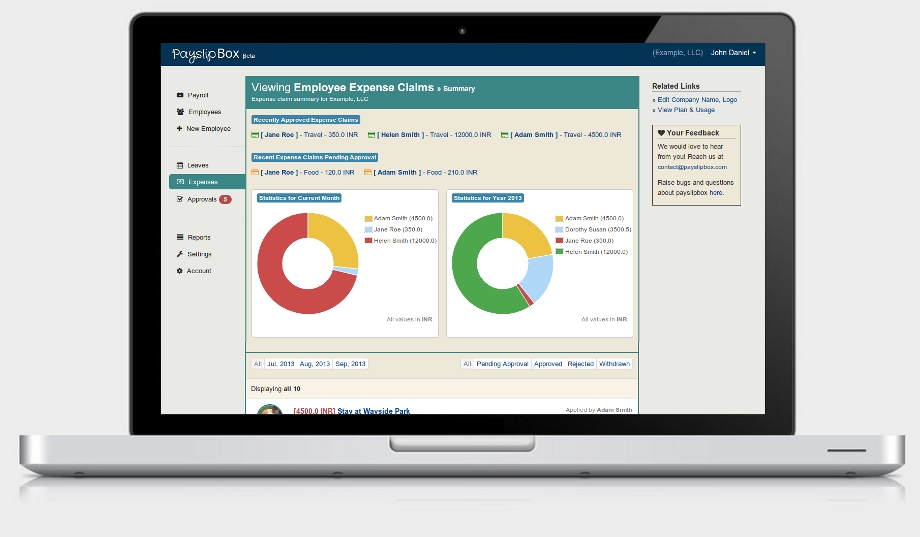 PayslipBox Beta
(Example, LLC) John Daniel
Payroll
Employees
New Employee
Leaves
Expenses
Approvals 5
Reports
Settings
Account
Viewing Employee Expense Claims » Summary
Expense claim summary for Example, LLC
Recently Approved Expense Claims
[ Jane Roe ] - Travel - 350.0 INR [ Helen Smith ] - Travel - 12000.0 INR [ Adam Smith ] - Travel - 4500.0 INR
Recent Expense Claims Pending Approval
[ Jane Roe ] - Food - 120.0 INR [ Adam Smith ] - Food - 210.0 INR
Statistics for Current Month
Adam Smith (4500.0)
Jane Roe (350.0)
Helen Smith (12000.0)
All values in INR
Statistics for Year 2013
Adam Smith (4500.0)
Dorothy Susan (3500.5)
Jane Roe (350.0)
Helen Smith (12000.0)
All values in INR
All Jul, 2013 Aug, 2013 Sep, 2013
All Pending Approval Approved Rejected Withdrawn
Displaying all 10
[4500.0 INR] Stay at Wayside Park
Applied by Adam Smith
Related Links
» Edit Company Name, Logo
» View Plan & Usage
Your Feedback
We would love to hear
from you! Reach us at
contact@payslipbox.com
Raise bugs and questions
about payslipbox here.